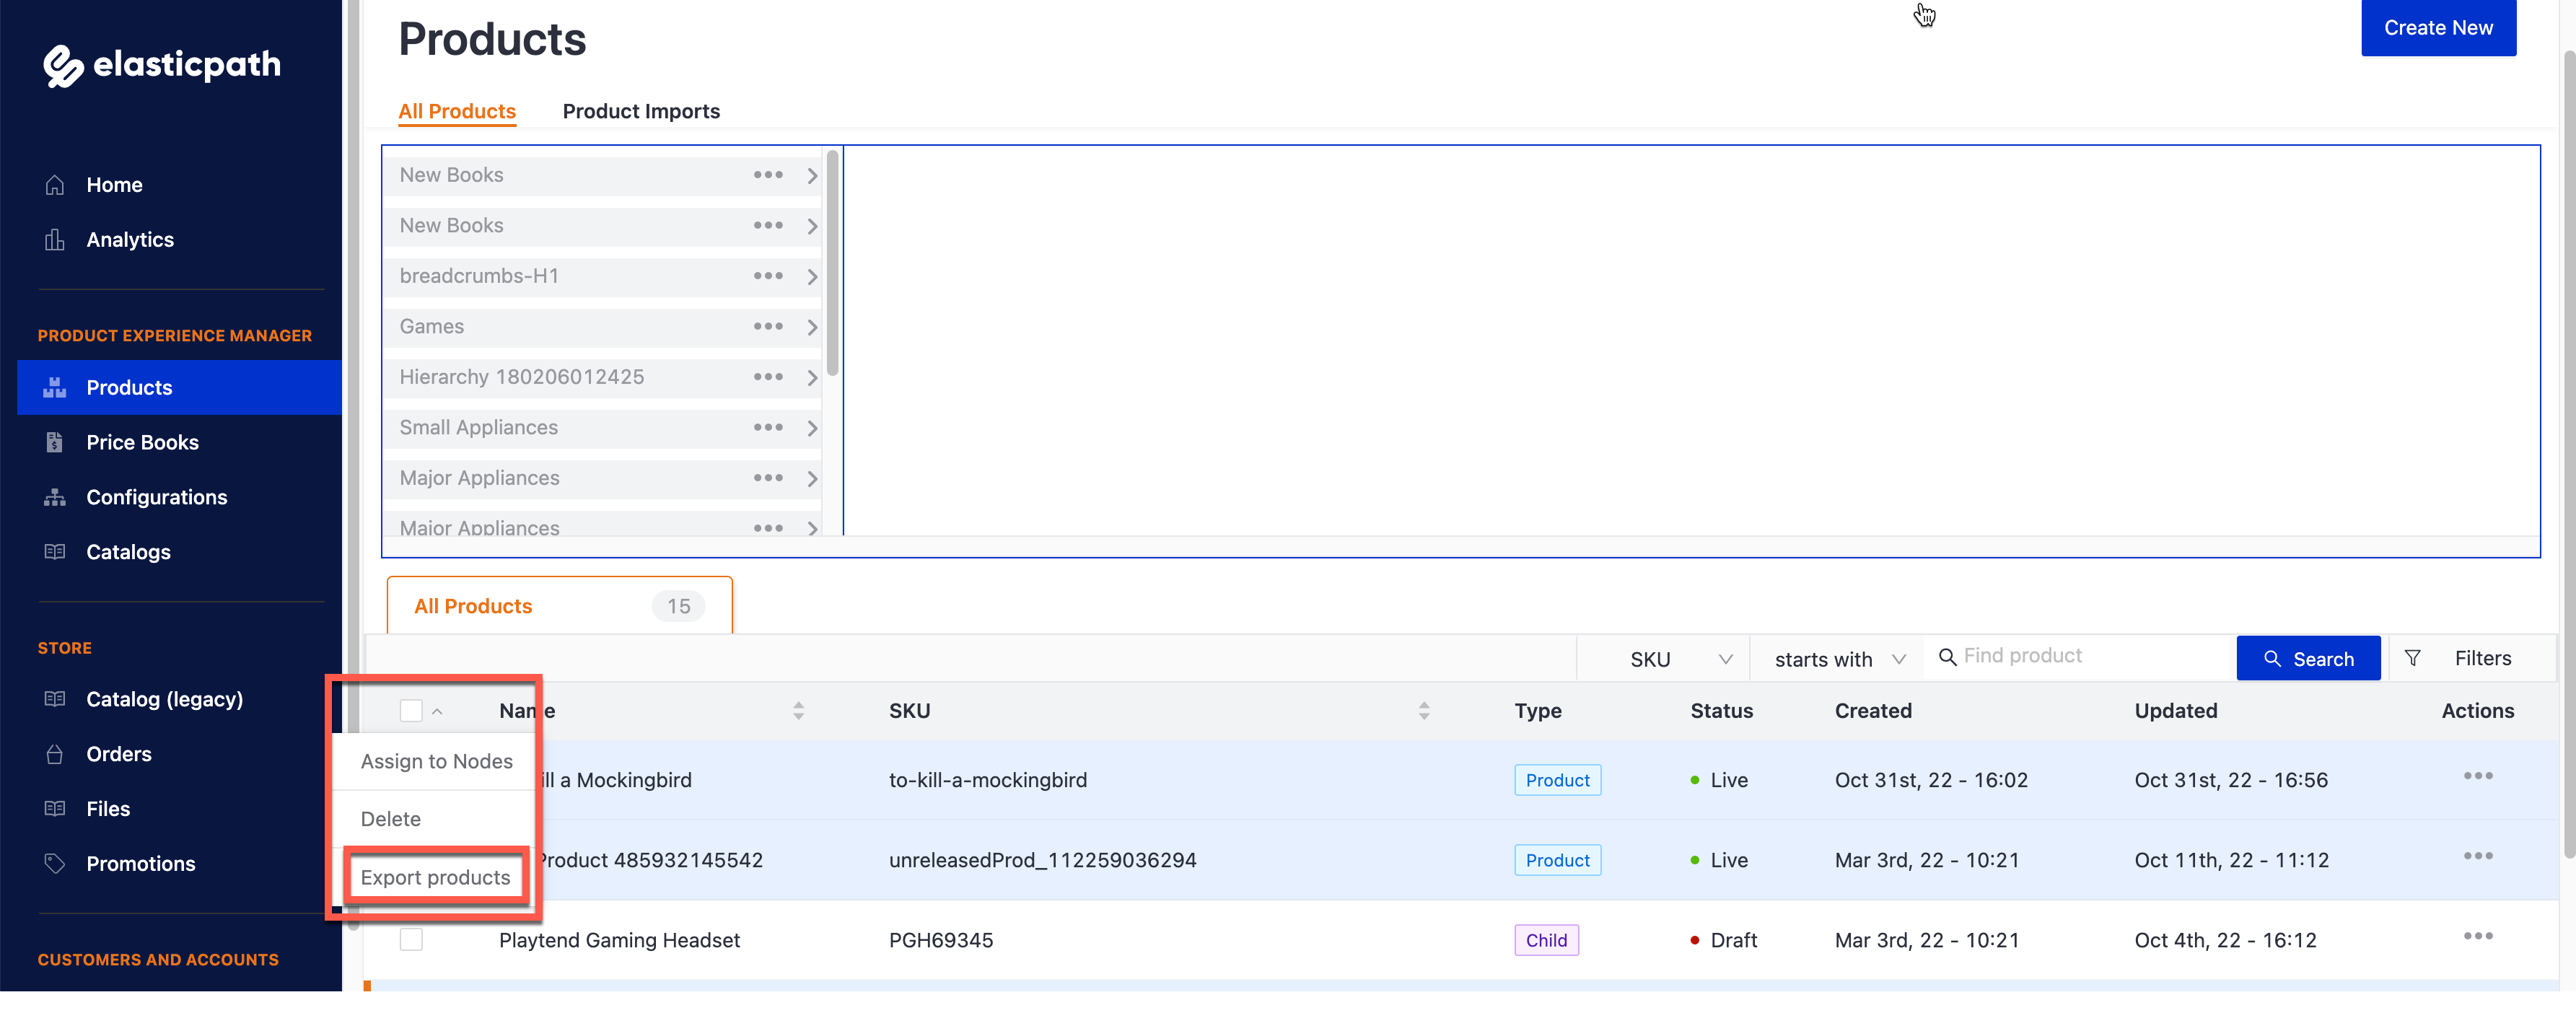 elasticpath
Home
Analytics
PRODUCT EXPERIENCE MANAGER
Products
Price Books
Configurations
Catalogs
STORE
Catalog (legacy)
Orders
Files
Promotions
CUSTOMERS AND ACCOUNTS
Products
Create New
All Products Product Imports
New Books
New Books
breadcrumbs-H1
Games
Hierarchy 180206012425
Small Appliances
Major Appliances
Major Appliances
All Products 15
SKU starts with Find product Search Filters
Name SKU Type Status Created Updated Actions
Assign to Nodes
Delete
Export products
ill a Mockingbird to-kill-a-mockingbird Product Live Oct 31st, 22 - 16:02 Oct 31st, 22 - 16:56
Product 485932145542 unreleasedProd_112259036294 Product Live Mar 3rd, 22 - 10:21 Oct 11th, 22 - 11:12
Playtend Gaming Headset PGH69345 Child Draft Mar 3rd, 22 - 10:21 Oct 4th, 22 - 16:12